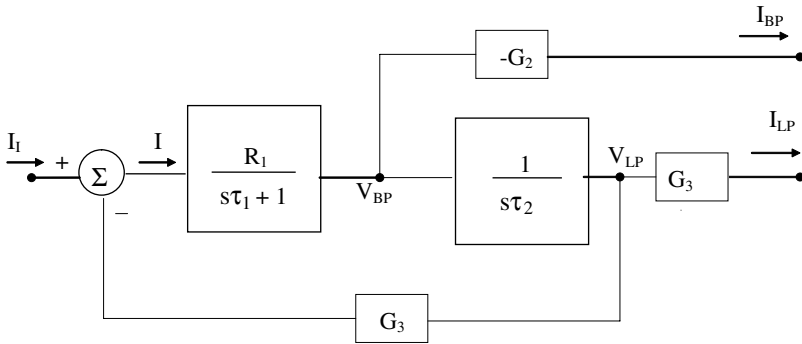 I_BP
-G_2
I_LP
I_I
+
Σ
−
I
R_1
sτ_1 + 1
V_BP
1
sτ_2
V_LP
G_3
G_3